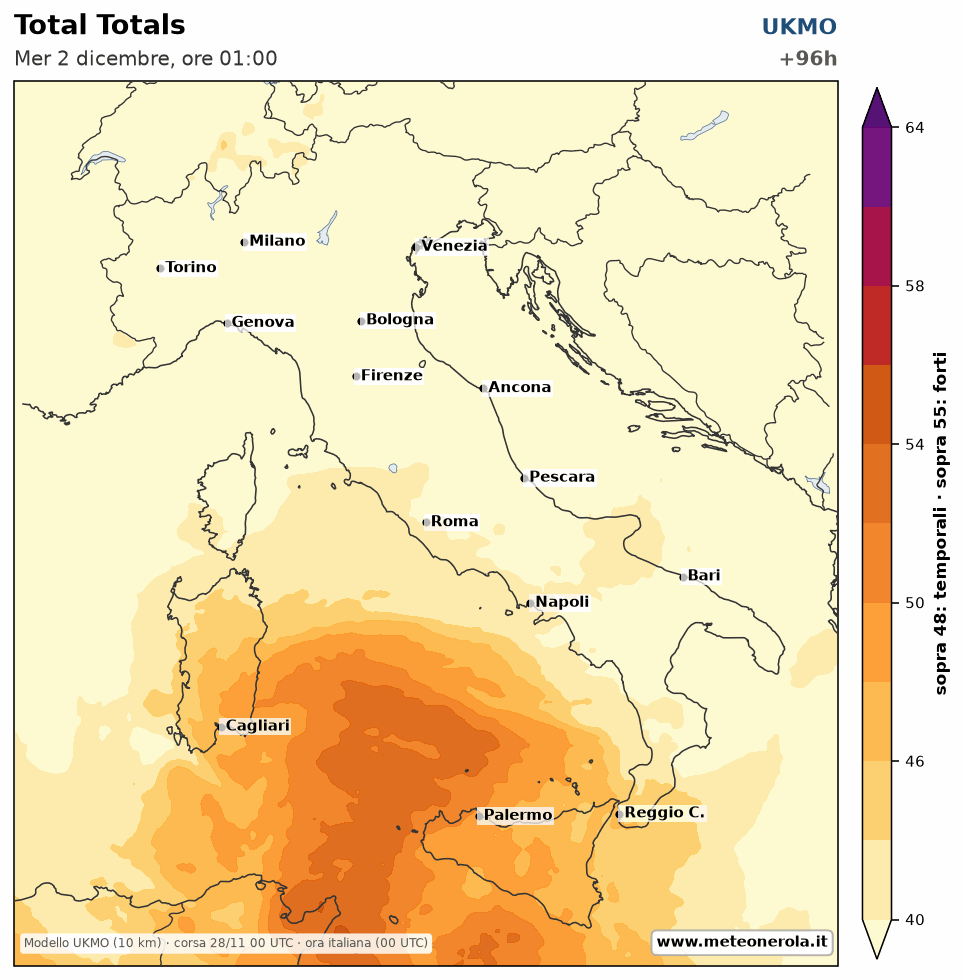 Total Totals
UKMO
Mer 2 dicembre, ore 01:00
+96h
64
58
54
50
46
40
sopra 48: temporali · sopra 55: forti
Milano
Venezia
Torino
Genova
Bologna
Firenze
Ancona
Pescara
Roma
Bari
Napoli
Cagliari
Palermo
Reggio C.
Modello UKMO (10 km) · corsa 28/11 00 UTC · ora italiana (00 UTC)
www.meteonerola.it